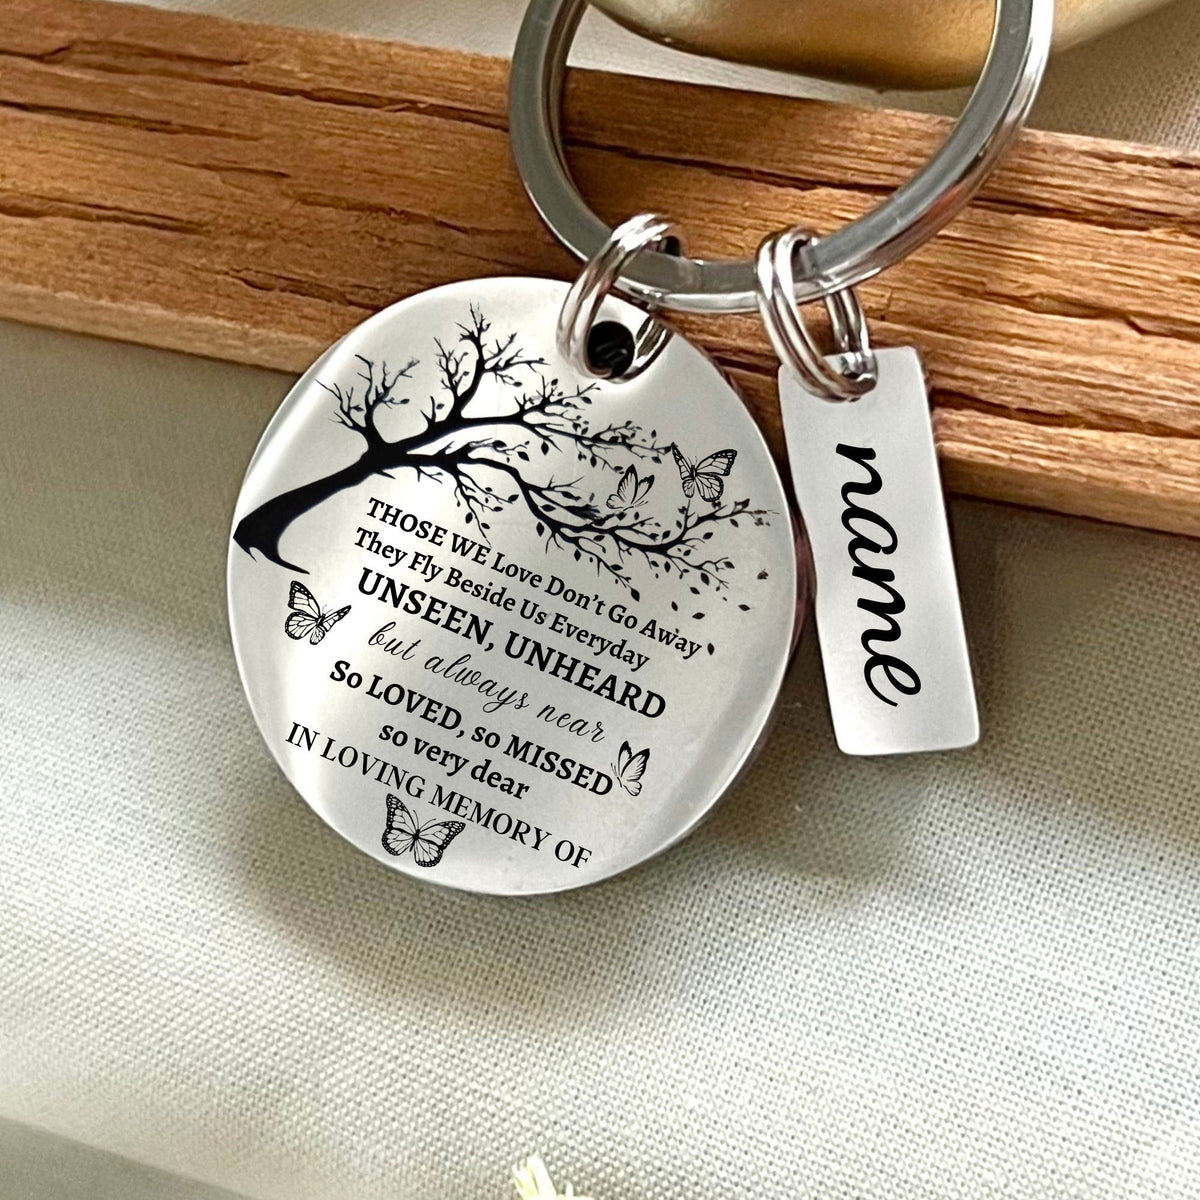 THOSE WE Love Don't Go Away
They Fly Beside Us Everyday
UNSEEN, UNHEARD
but always near
So LOVED, so MISSED
so very dear
IN LOVING MEMORY OF
name